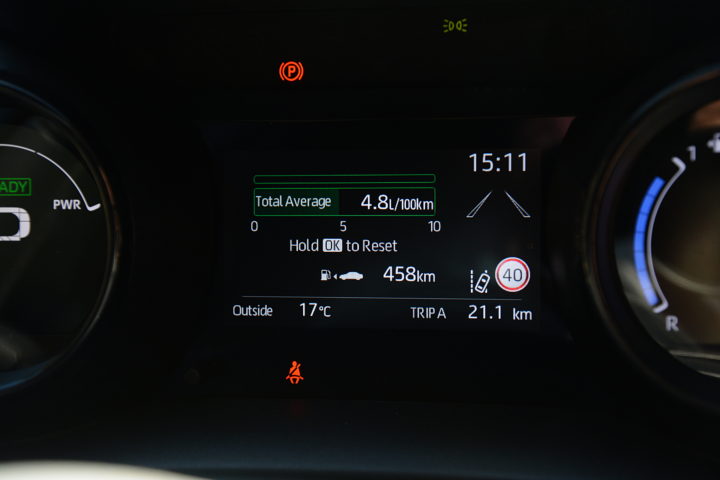 P
15:11
ADY
PWR
Total Average 4.8L/100km
0 5 10
Hold OK to Reset
458km
40
Outside 17°C TRIP A 21.1 km
1
R